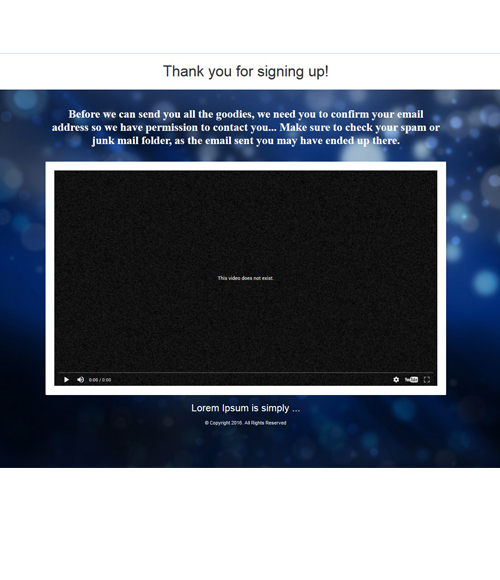 Thank you for signing up!
Before we can send you all the goodies, we need you to confirm your email
address so we have permission to contact you... Make sure to check your spam or
junk mail folder, as the email sent you may have ended up there.
This video does not exist.
0:00 / 0:00
YouTube
Lorem Ipsum is simply ...
© Copyright 2016. All Rights Reserved